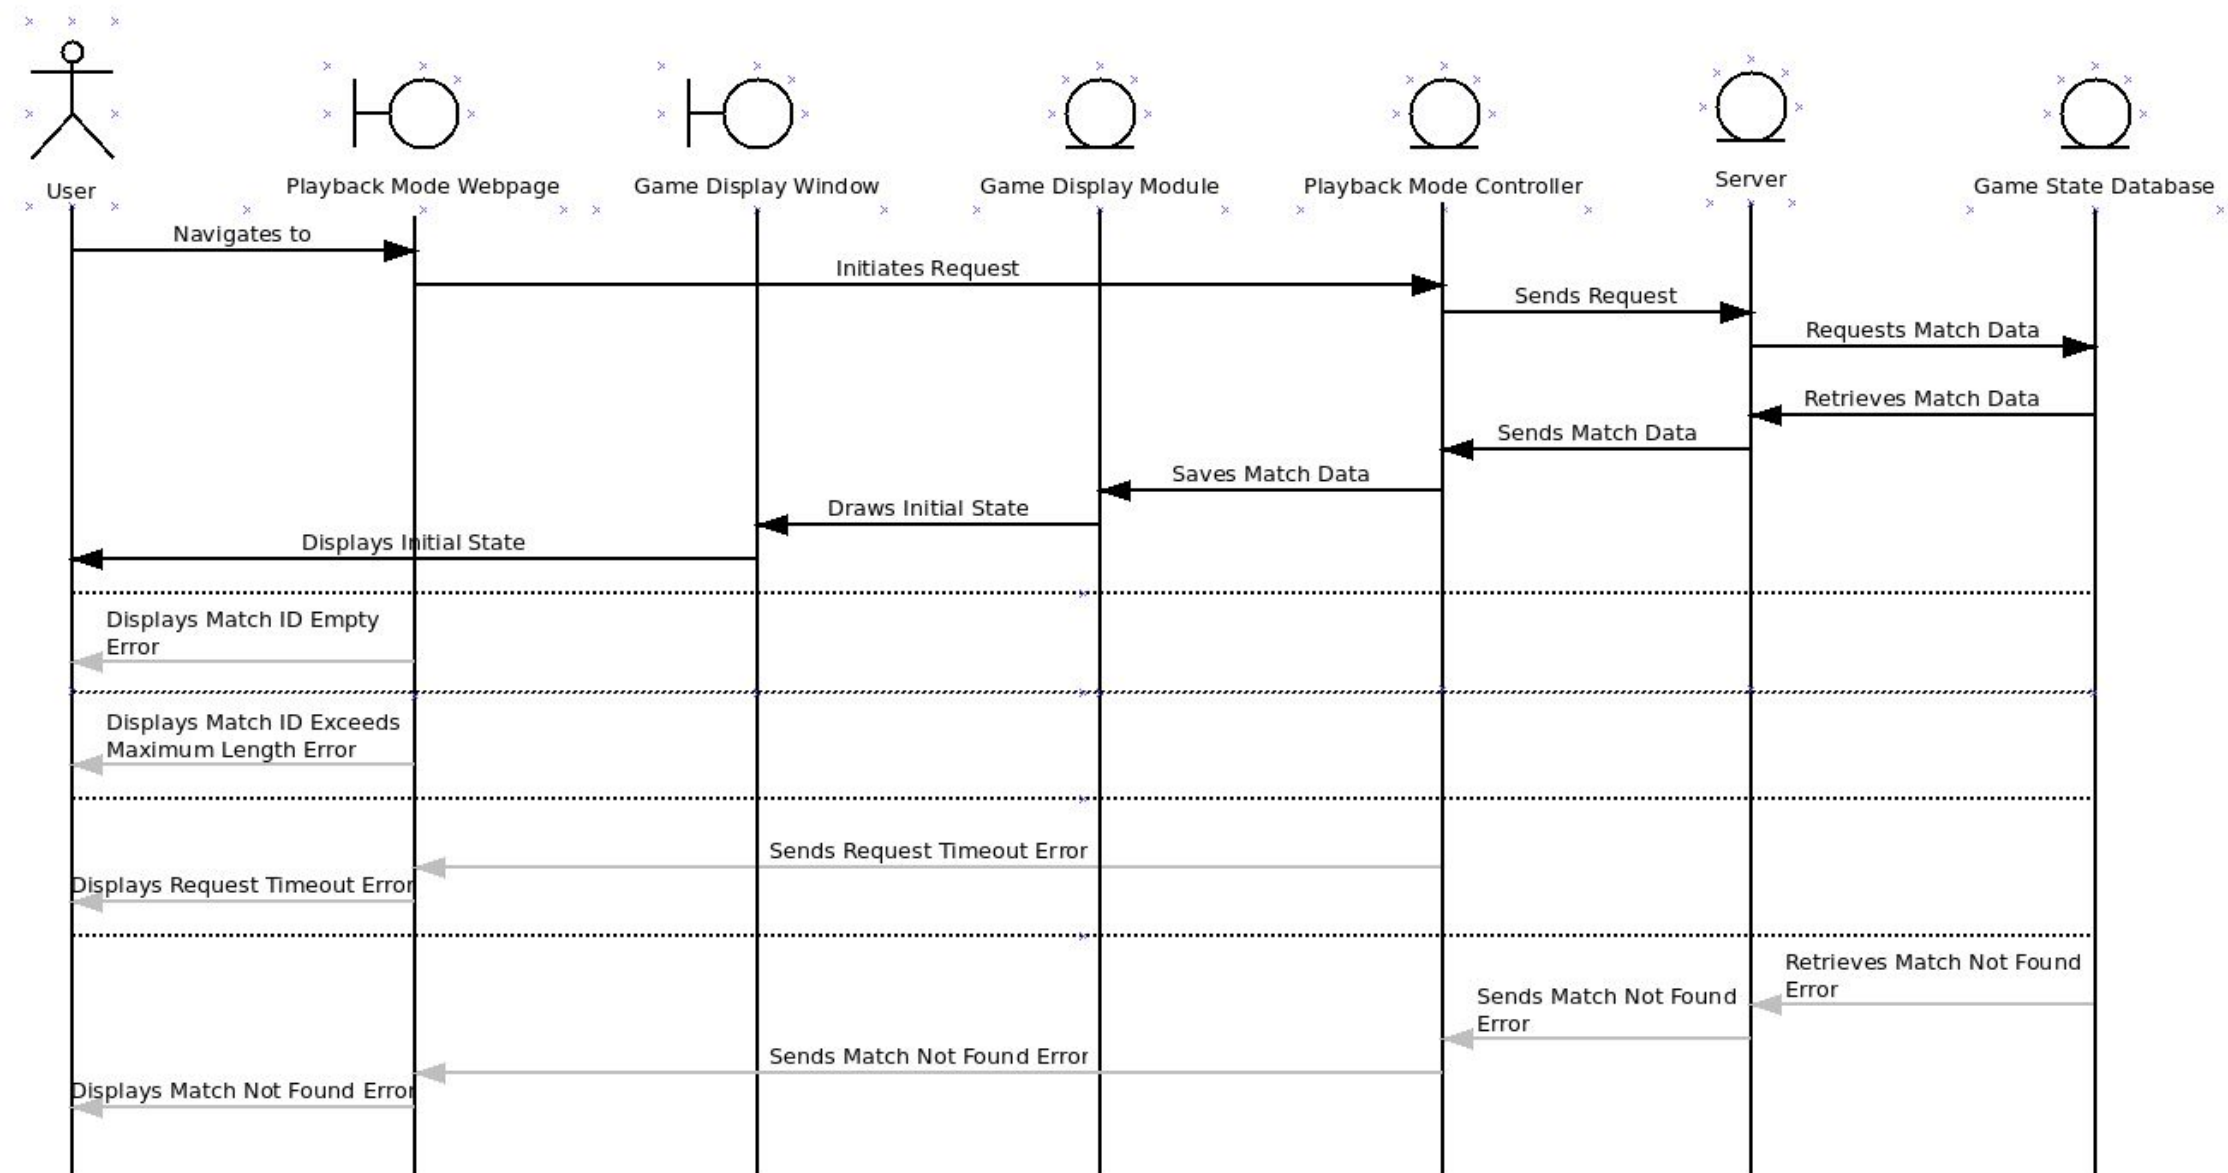 User
Playback Mode Webpage
Game Display Window
Game Display Module
Playback Mode Controller
Server
Game State Database
Navigates to
Initiates Request
Sends Request
Requests Match Data
Retrieves Match Data
Sends Match Data
Saves Match Data
Draws Initial State
Displays Initial State
Displays Match ID Empty
Error
Displays Match ID Exceeds
Maximum Length Error
Sends Request Timeout Error
Displays Request Timeout Error
Retrieves Match Not Found
Error
Sends Match Not Found
Error
Sends Match Not Found Error
Displays Match Not Found Error